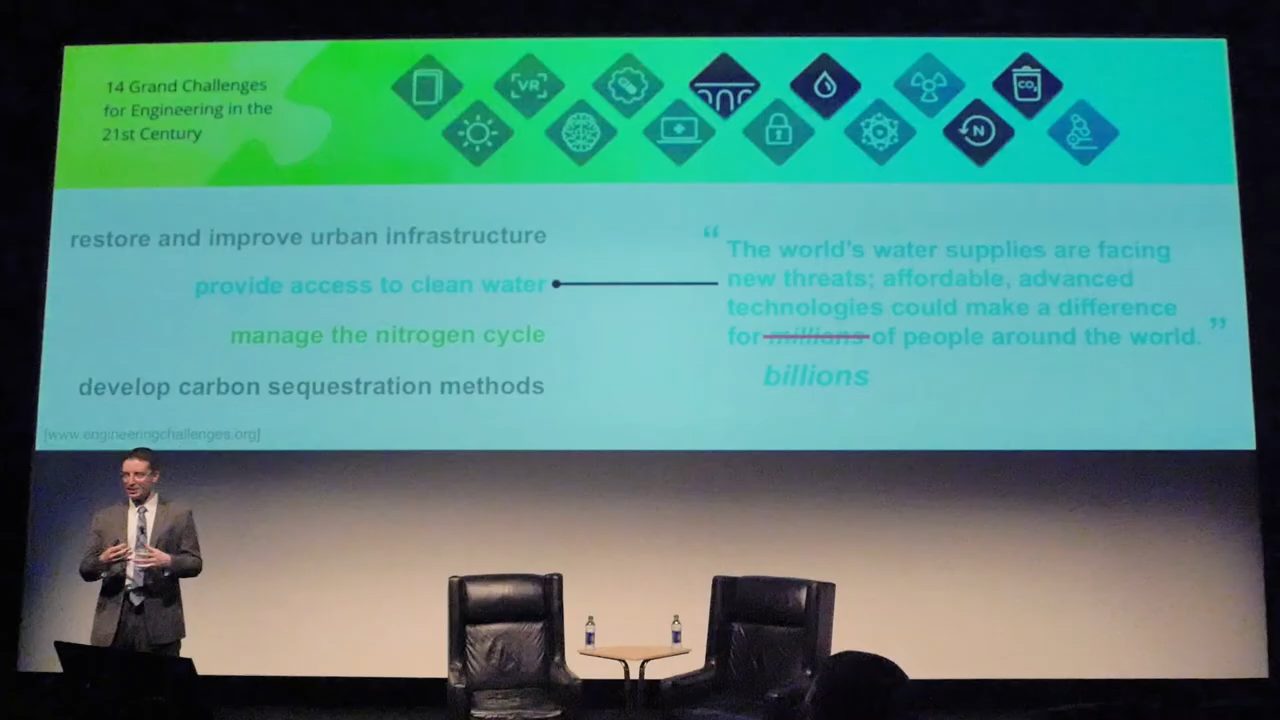 14 Grand Challenges
for Engineering in the
21st Century
VR
CO₂
N
restore and improve urban infrastructure
provide access to clean water
manage the nitrogen cycle
develop carbon sequestration methods
[www.engineeringchallenges.org]
“ The world's water supplies are facing
new threats; affordable, advanced
technologies could make a difference
for millions of people around the world. ”
billions